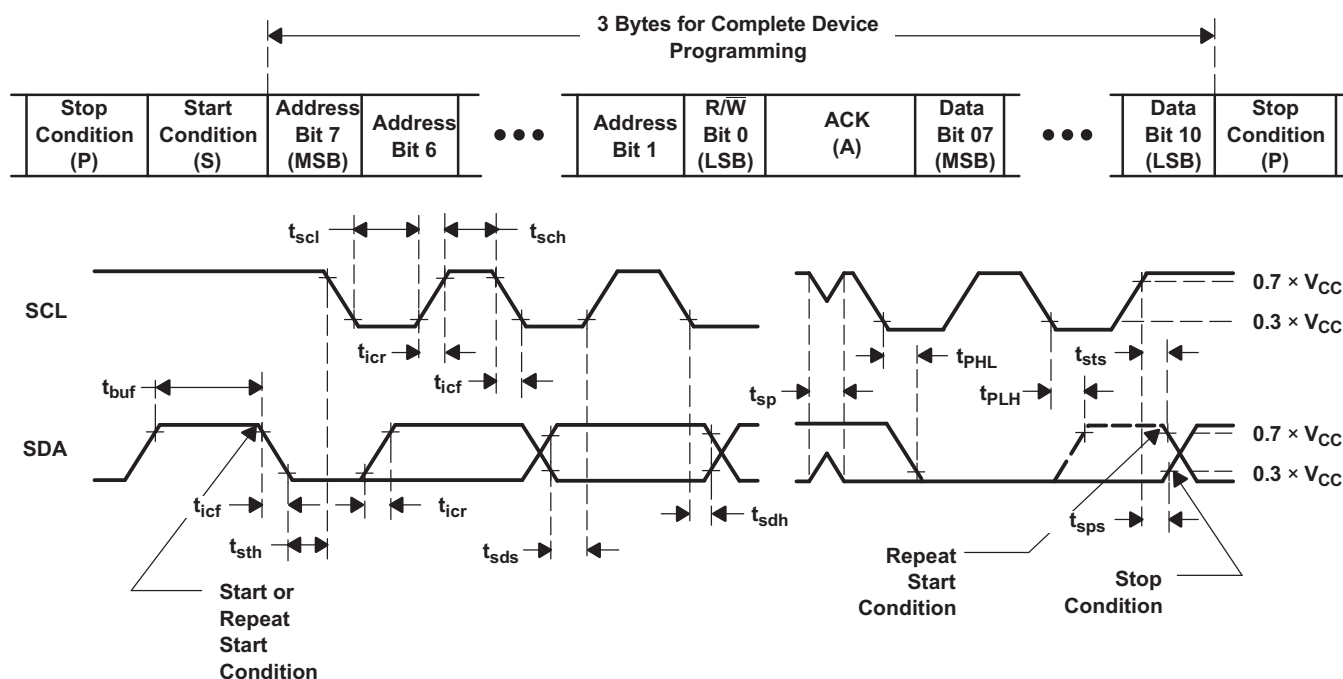 3 Bytes for Complete Device
Programming
Stop
Condition
(P)
Start
Condition
(S)
Address
Bit 7
(MSB)
Address
Bit 6
•••
Address
Bit 1
R/W̅
Bit 0
(LSB)
ACK
(A)
Data
Bit 07
(MSB)
•••
Data
Bit 10
(LSB)
Stop
Condition
(P)
tscl
tsch
SCL
0.7 × VCC
0.3 × VCC
ticr
ticf
tPHL
tsts
tbuf
tsp
tPLH
SDA
0.7 × VCC
0.3 × VCC
ticf
ticr
tsdh
tsps
tsth
tsds
Start or
Repeat
Start
Condition
Repeat
Start
Condition
Stop
Condition